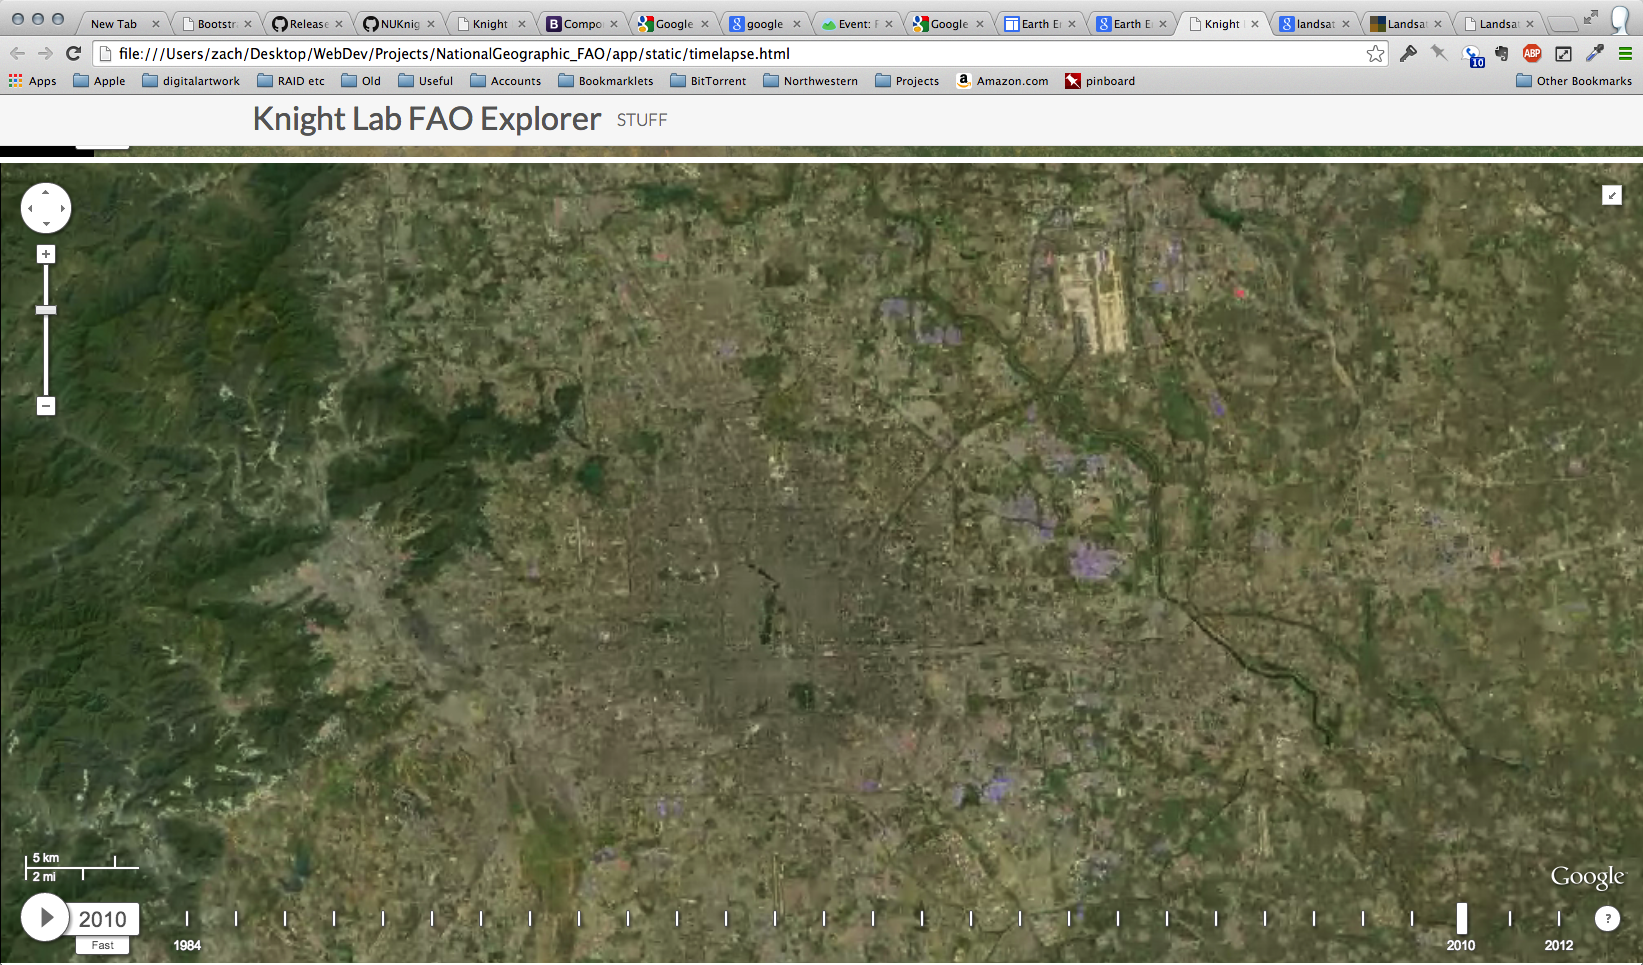 New Tab
Bootstr
Release
NUKnig
Knight
B Compo
Google
google
Event: F
Google
Earth E
Earth E
Knight
landsat
Landsa
Landsat
file:///Users/zach/Desktop/WebDev/Projects/NationalGeographic_FAO/app/static/timelapse.html
10
ABP
Apps
Apple
digitalartwork
RAID etc
Old
Useful
Accounts
Bookmarklets
BitTorrent
Northwestern
Projects
Amazon.com
pinboard
Other Bookmarks
Knight Lab FAO Explorer STUFF
5 km
2 mi
Google
2010
?
Fast
1984
2010
2012